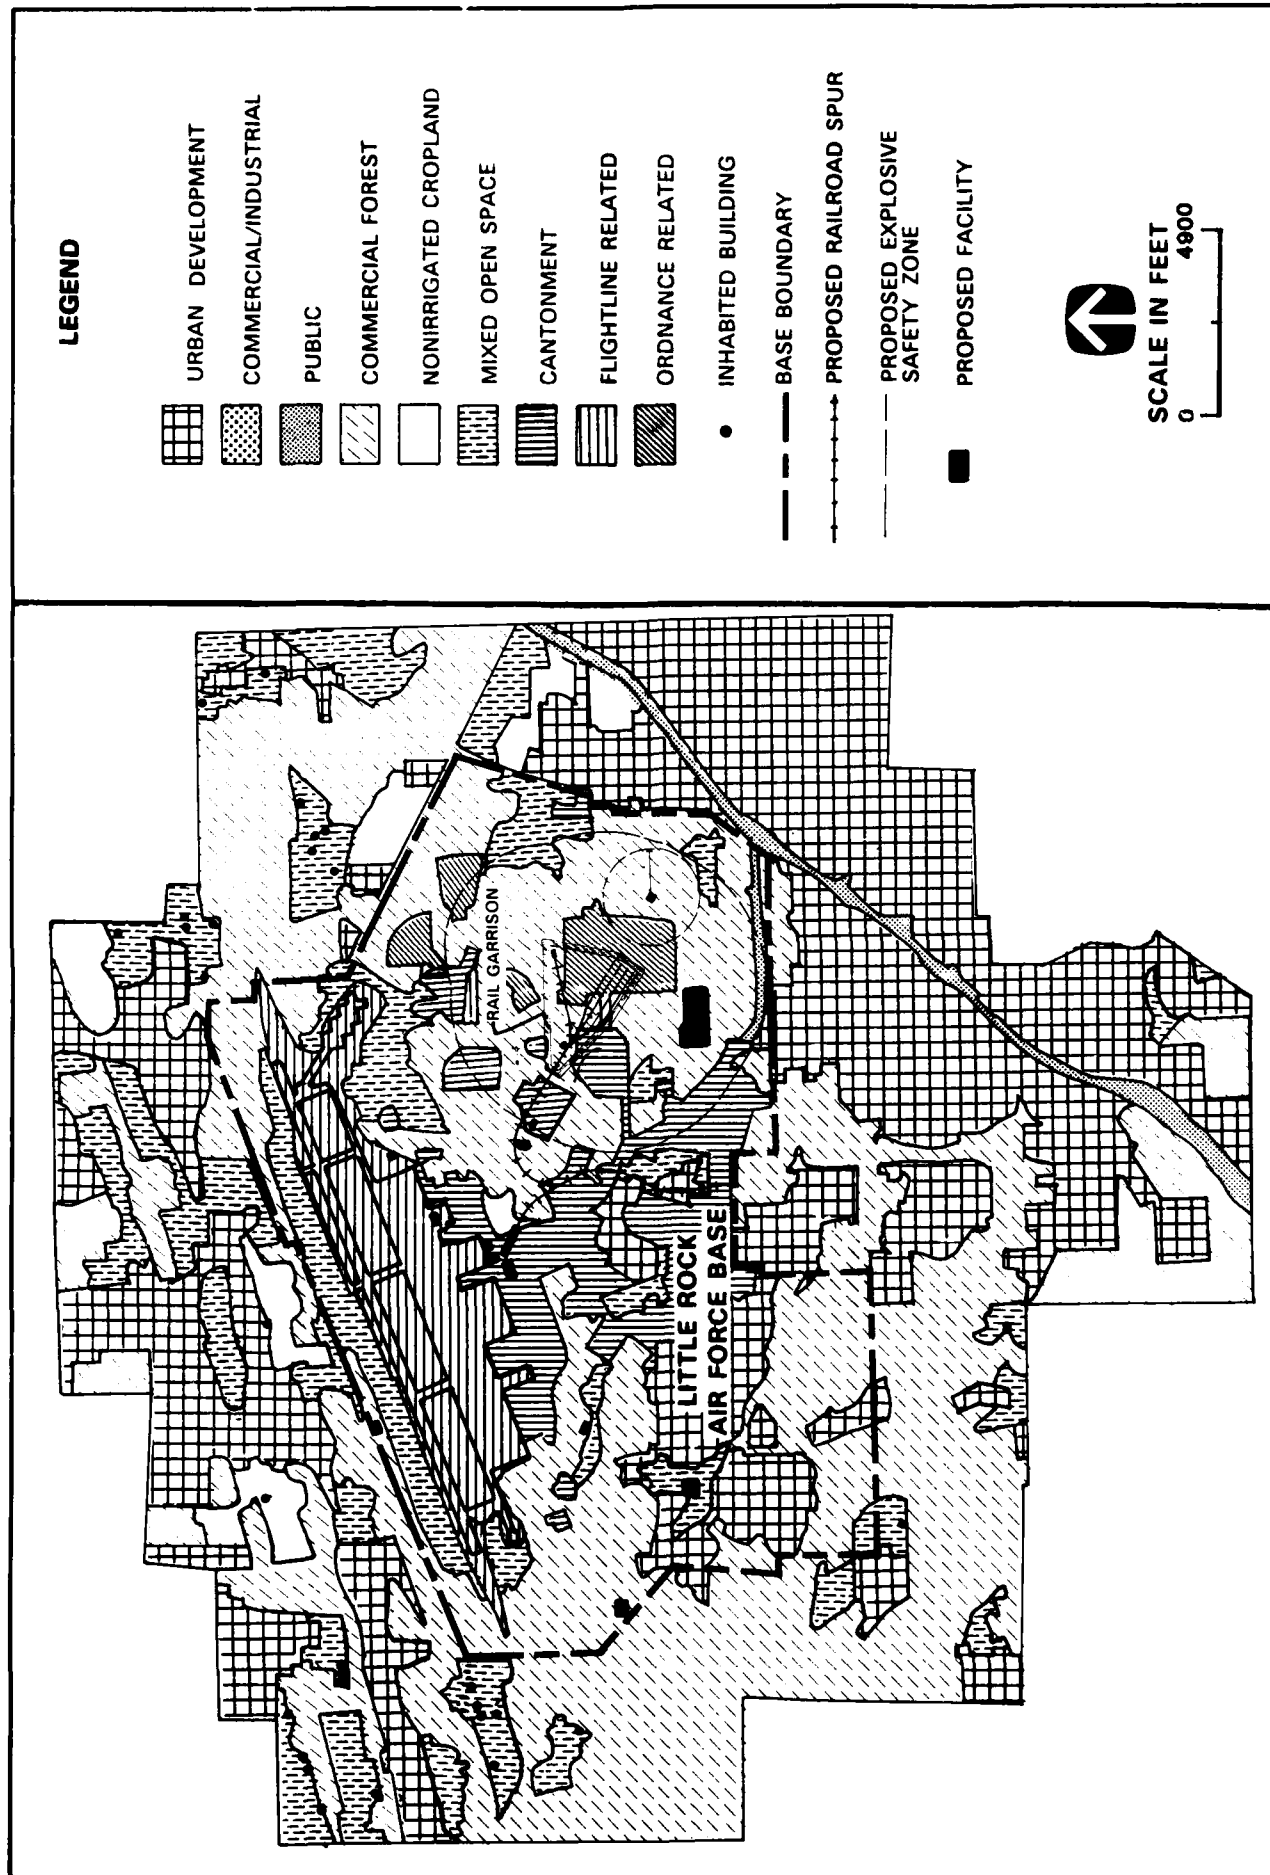 LEGEND
URBAN DEVELOPMENT
COMMERCIAL/INDUSTRIAL
PUBLIC
COMMERCIAL FOREST
NONIRRIGATED CROPLAND
MIXED OPEN SPACE
CANTONMENT
FLIGHTLINE RELATED
ORDNANCE RELATED
INHABITED BUILDING
BASE BOUNDARY
PROPOSED RAILROAD SPUR
PROPOSED EXPLOSIVE
SAFETY ZONE
PROPOSED FACILITY
SCALE IN FEET
0 4900
RAIL GARRISON
LITTLE ROCK
AIR FORCE BASE